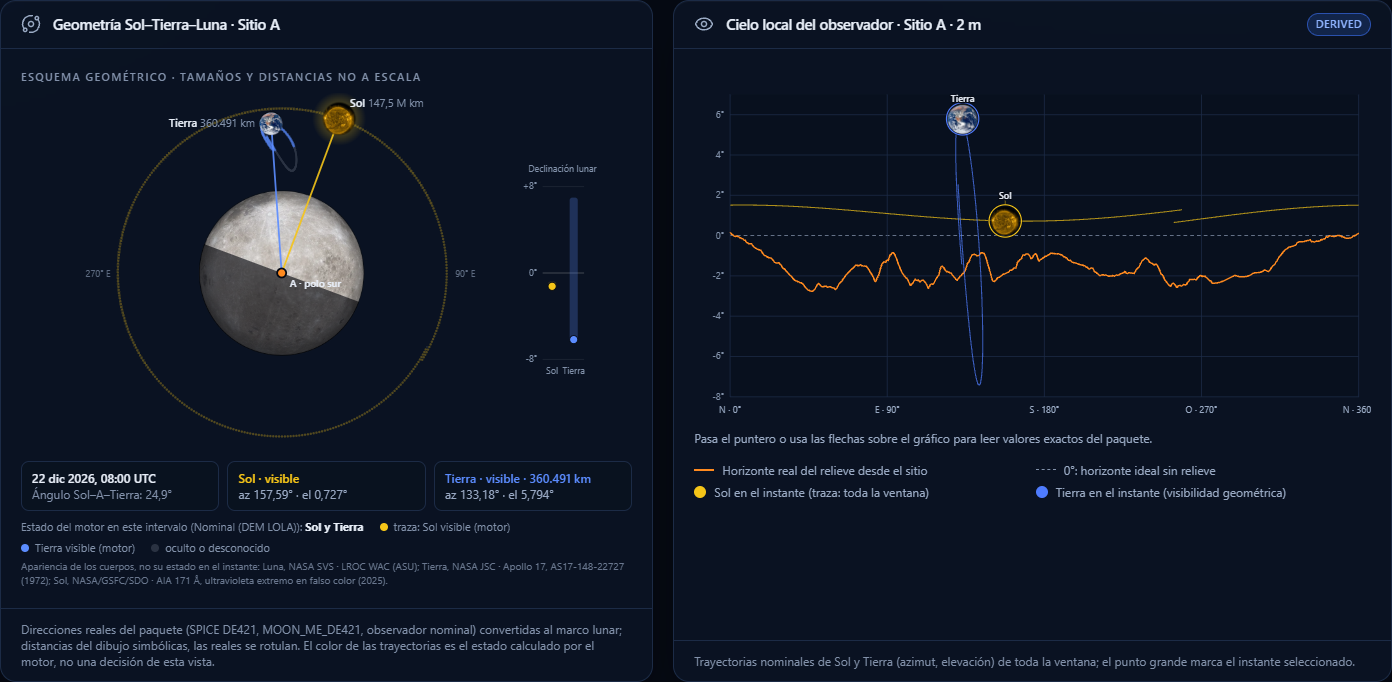 Geometría Sol–Tierra–Luna · Sitio A
ESQUEMA GEOMÉTRICO · TAMAÑOS Y DISTANCIAS NO A ESCALA
Sol 147,5 M km
Tierra 360.491 km
270° E
90° E
A · polo sur
Declinación lunar
+8°
0°
-8°
Sol Tierra
22 dic 2026, 08:00 UTC
Ángulo Sol–A–Tierra: 24,9°
Sol · visible
az 157,59° · el 0,727°
Tierra · visible · 360.491 km
az 133,18° · el 5,794°
Estado del motor en este intervalo (Nominal (DEM LOLA)): Sol y Tierra
traza: Sol visible (motor)
Tierra visible (motor)
oculto o desconocido
Apariencia de los cuerpos, no su estado en el instante: Luna, NASA SVS · LROC WAC (ASU); Tierra, NASA JSC · Apollo 17, AS17-148-22727
(1972); Sol, NASA/GSFC/SDO · AIA 171 Å, ultravioleta extremo en falso color (2025).
Direcciones reales del paquete (SPICE DE421, MOON_ME_DE421, observador nominal) convertidas al marco lunar;
distancias del dibujo simbólicas, las reales se rotulan. El color de las trayectorias es el estado calculado por el
motor, no una decisión de esta vista.
Cielo local del observador · Sitio A · 2 m
DERIVED
Tierra
Sol
6°
4°
2°
0°
-2°
-4°
-6°
-8°
N · 0°
E · 90°
S · 180°
O · 270°
N · 360
Pasa el puntero o usa las flechas sobre el gráfico para leer valores exactos del paquete.
Horizonte real del relieve desde el sitio
0°: horizonte ideal sin relieve
Sol en el instante (traza: toda la ventana)
Tierra en el instante (visibilidad geométrica)
Trayectorias nominales de Sol y Tierra (azimut, elevación) de toda la ventana; el punto grande marca el instante seleccionado.